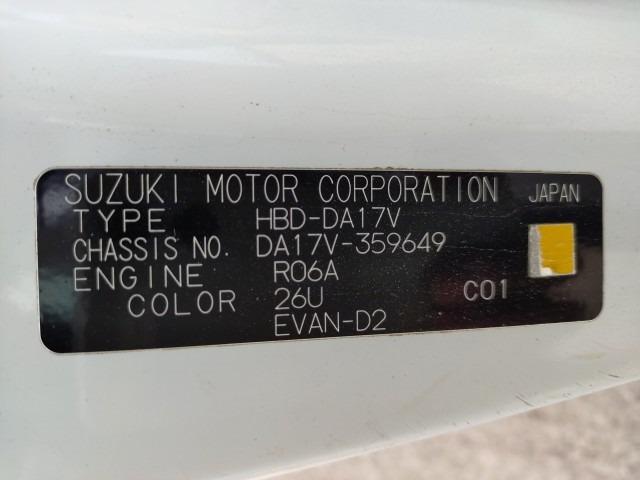 SUZUKI MOTOR CORPORATION JAPAN
TYPE HBD-DA17V
CHASSIS NO. DA17V-359649
ENGINE R06A
COLOR 26U C01
EVAN-D2